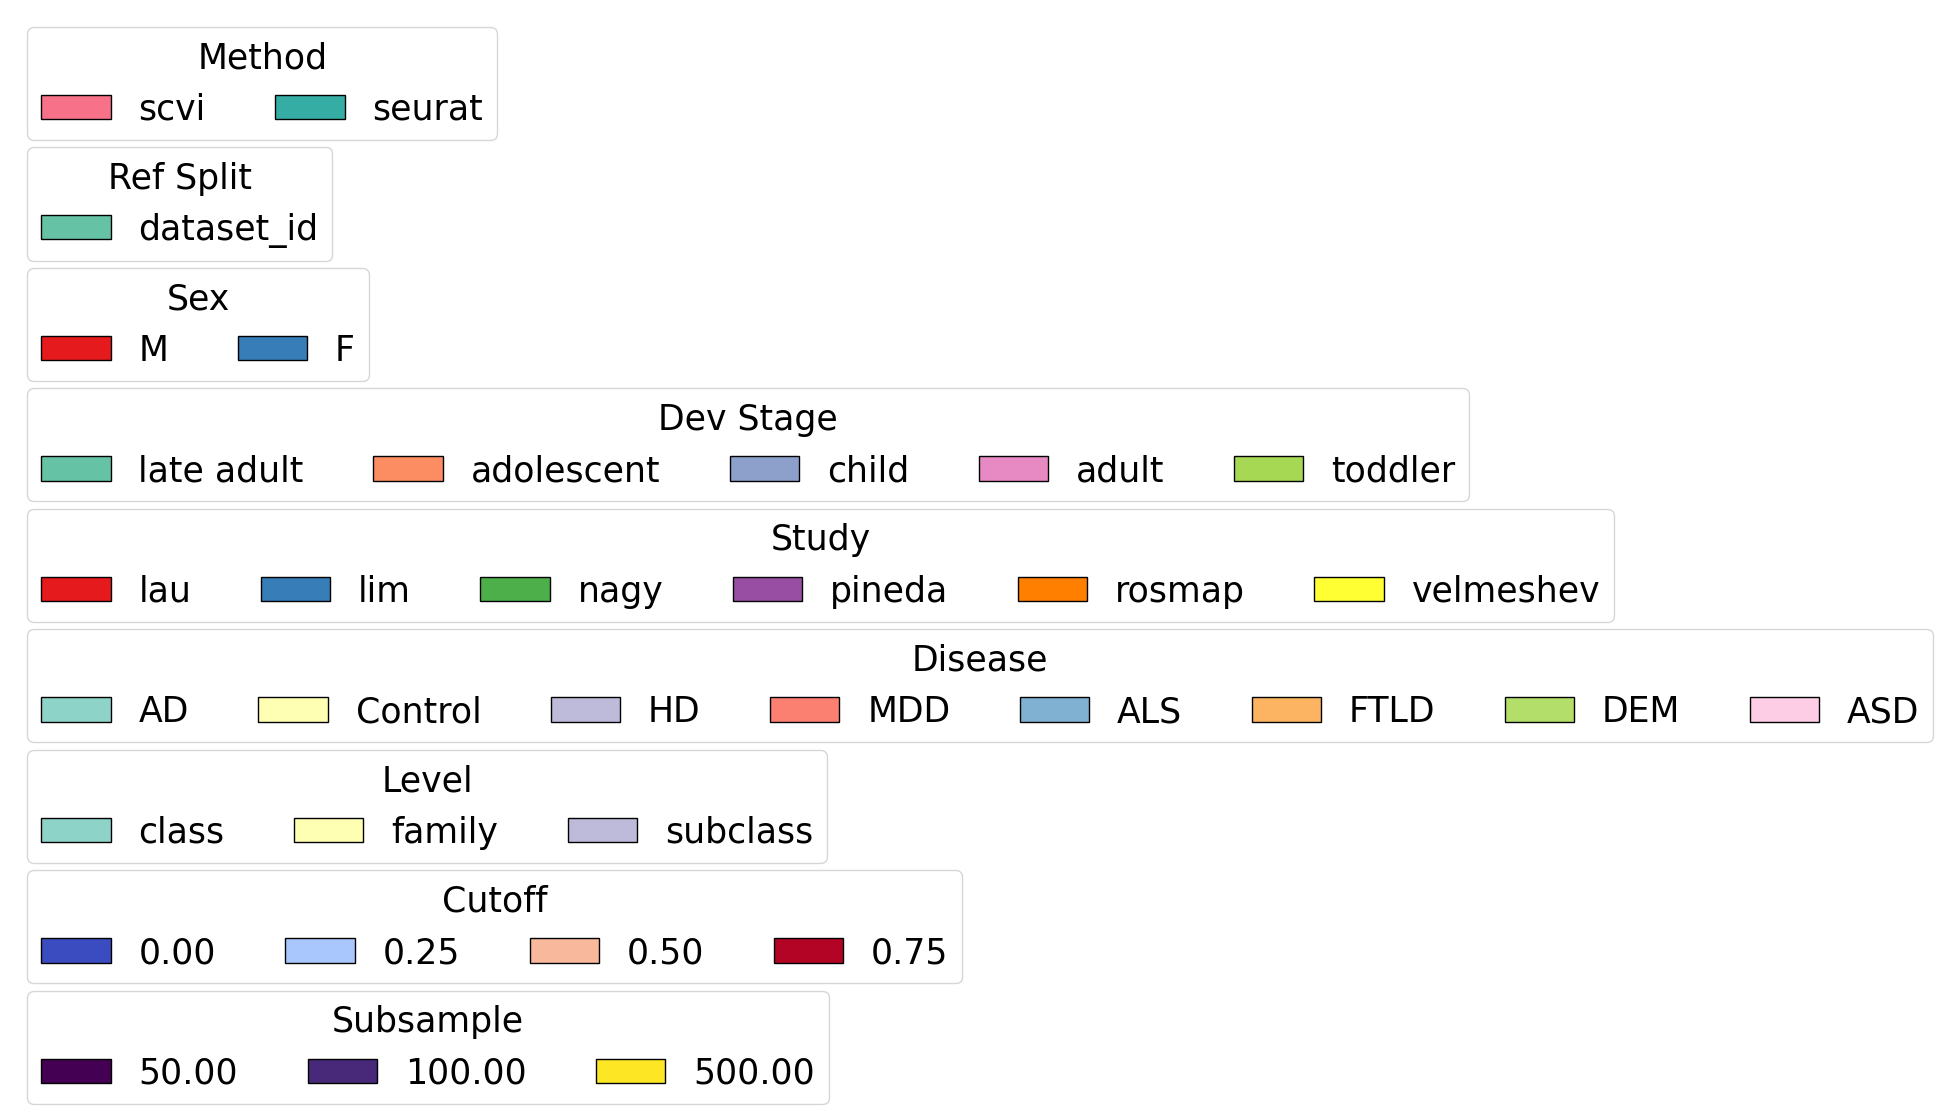 Method
scvi seurat
Ref Split
dataset_id
Sex
M F
Dev Stage
late adult adolescent child adult toddler
Study
lau lim nagy pineda rosmap velmeshev
Disease
AD Control HD MDD ALS FTLD DEM ASD
Level
class family subclass
Cutoff
0.00 0.25 0.50 0.75
Subsample
50.00 100.00 500.00